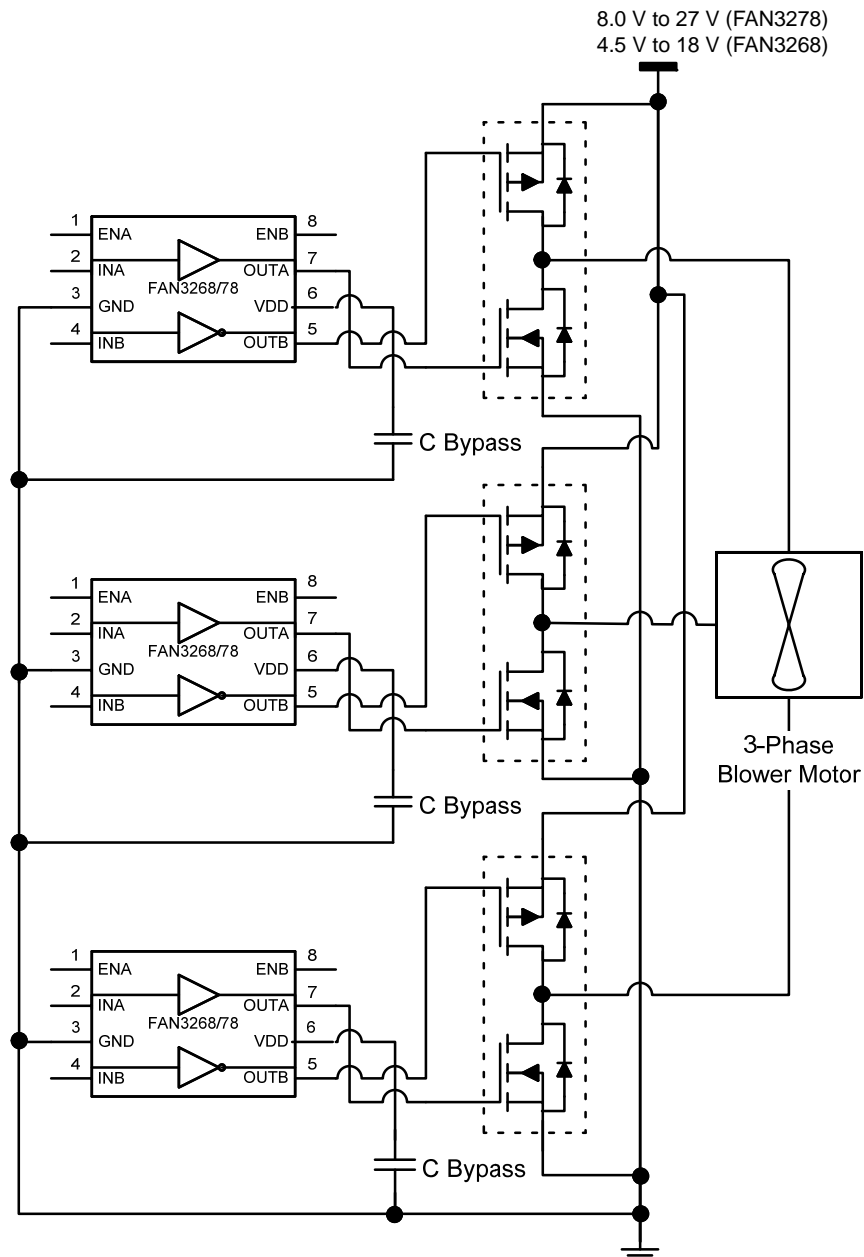 8.0 V to 27 V (FAN3278)
4.5 V to 18 V (FAN3268)
1 ENA ENB 8
2 INA OUTA 7
FAN3268/78
3 GND VDD 6
4 INB OUTB 5
C Bypass
1 ENA ENB 8
2 INA OUTA 7
FAN3268/78
3 GND VDD 6
4 INB OUTB 5
3-Phase
Blower Motor
C Bypass
1 ENA ENB 8
2 INA OUTA 7
FAN3268/78
3 GND VDD 6
4 INB OUTB 5
C Bypass